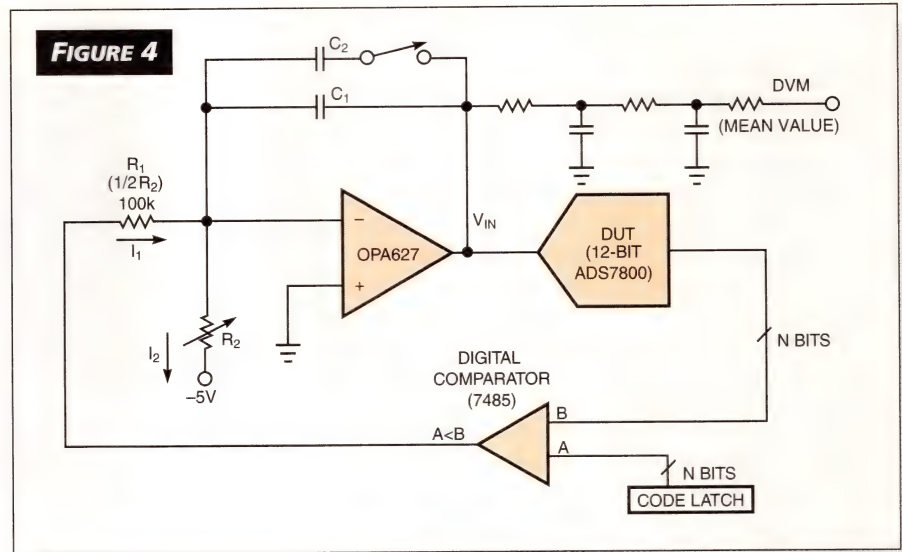 FIGURE 4
C2
C1
DVM
(MEAN VALUE)
R1
(1/2R2)
100k
I1
–
OPA627
+
VIN
DUT
(12-BIT
ADS7800)
I2
R2
–5V
N BITS
DIGITAL
COMPARATOR
(7485)
A<B
B
A
N BITS
CODE LATCH